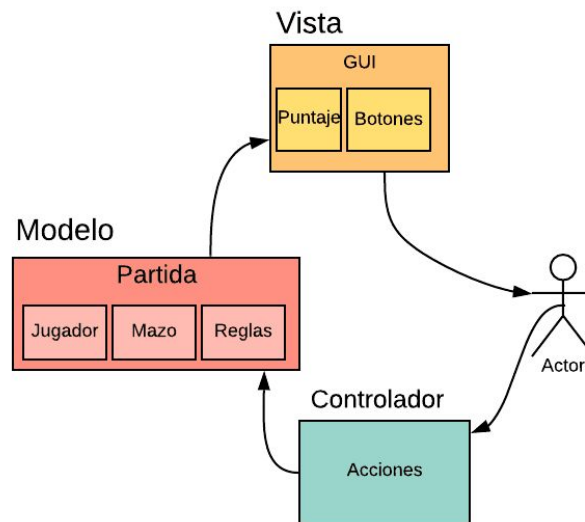 Vista
GUI
Puntaje
Botones
Modelo
Partida
Jugador
Mazo
Reglas
Actor
Controlador
Acciones